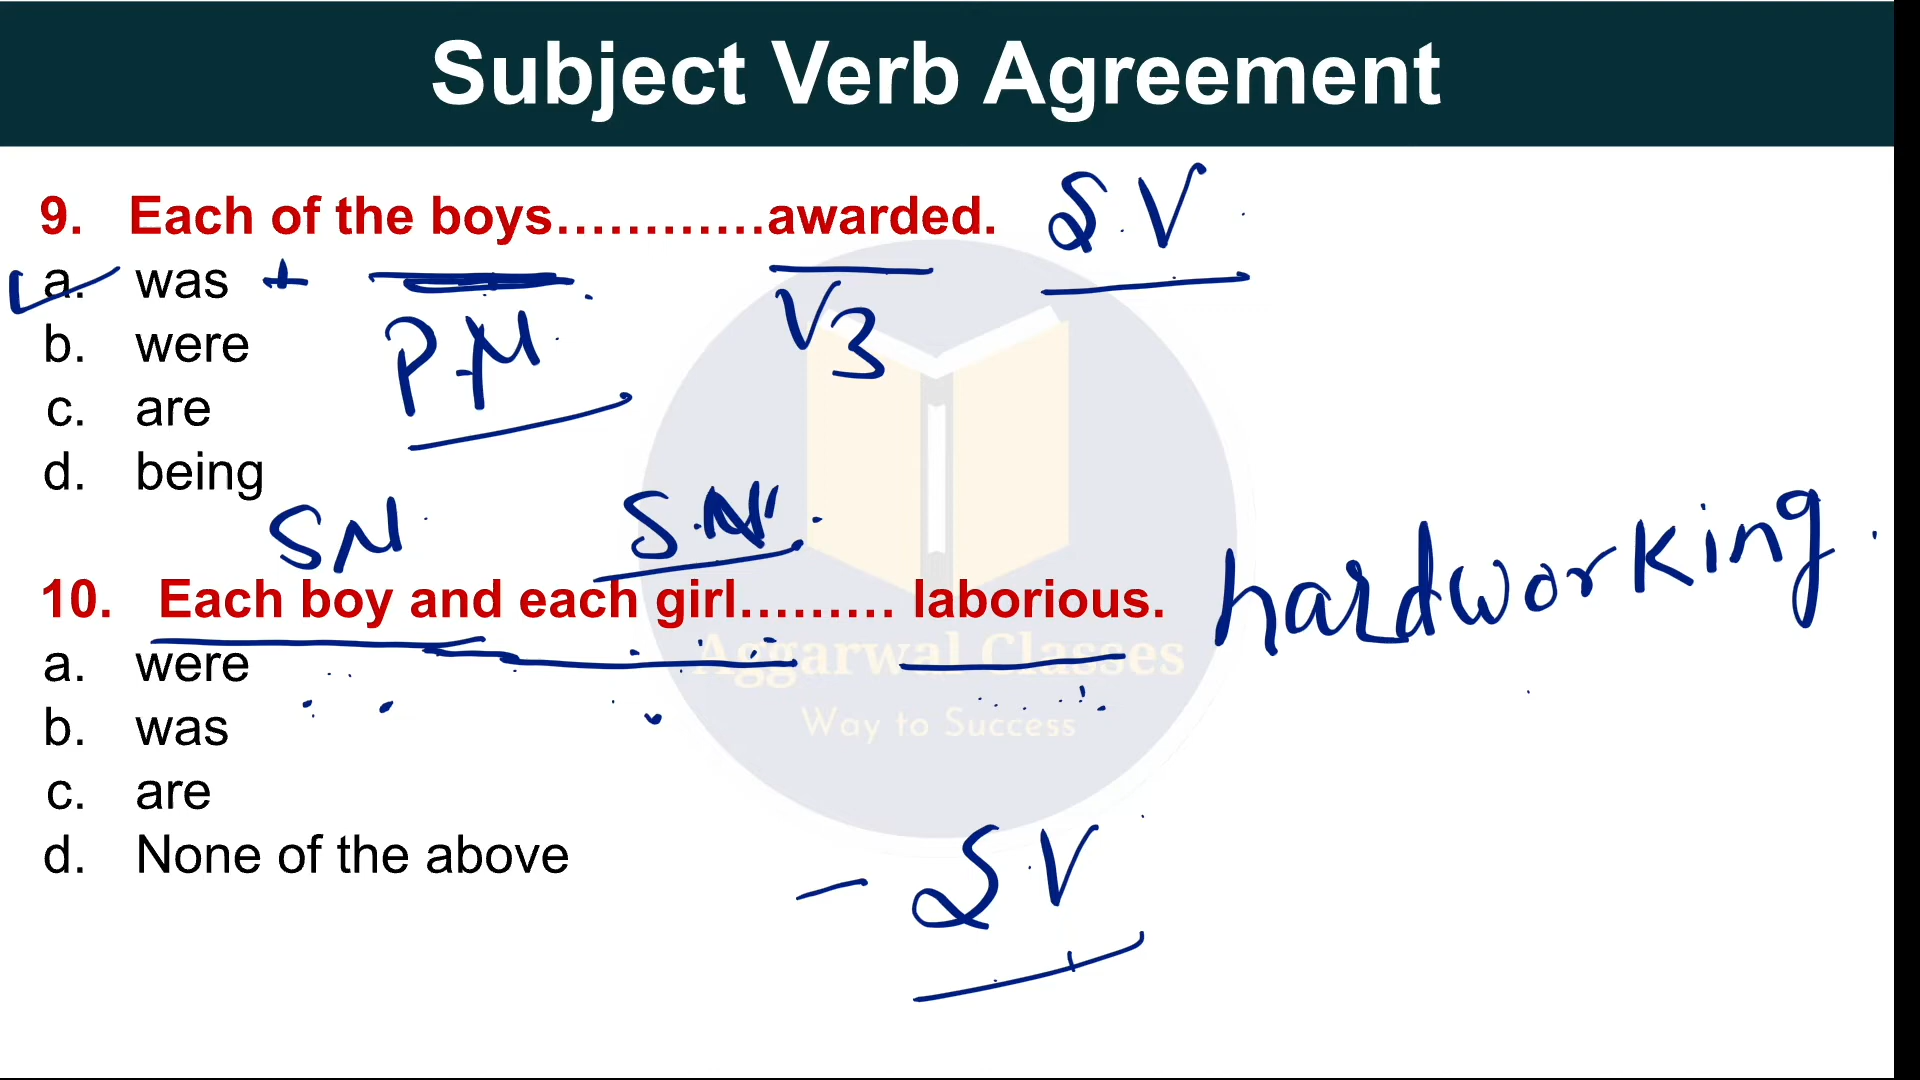 Subject Verb Agreement
9. Each of the boys…………awarded. S.V
a. was +
b. were P.N V3
c. are
d. being
SN S.N
10. Each boy and each girl……… laborious. hardworking
a. were
Aggarwal Classes
b. was
Way to Success
c. are
d. None of the above
- S.V